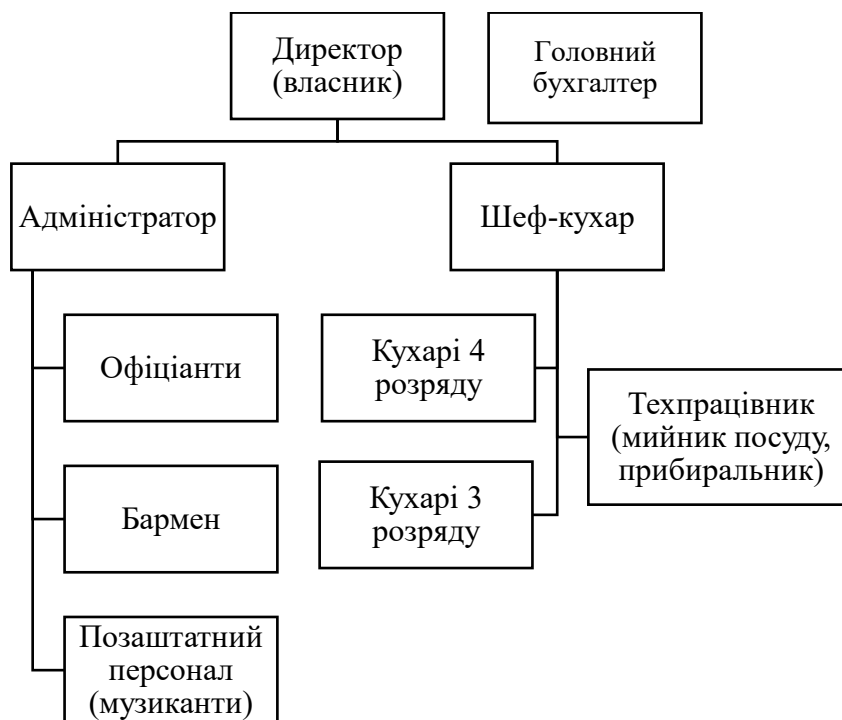 Директор
(власник)
Головний
бухгалтер
Адміністратор
Шеф-кухар
Офіціанти
Кухарі 4
розряду
Техпрацівник
(мийник посуду,
прибиральник)
Бармен
Кухарі 3
розряду
Позаштатний
персонал
(музиканти)